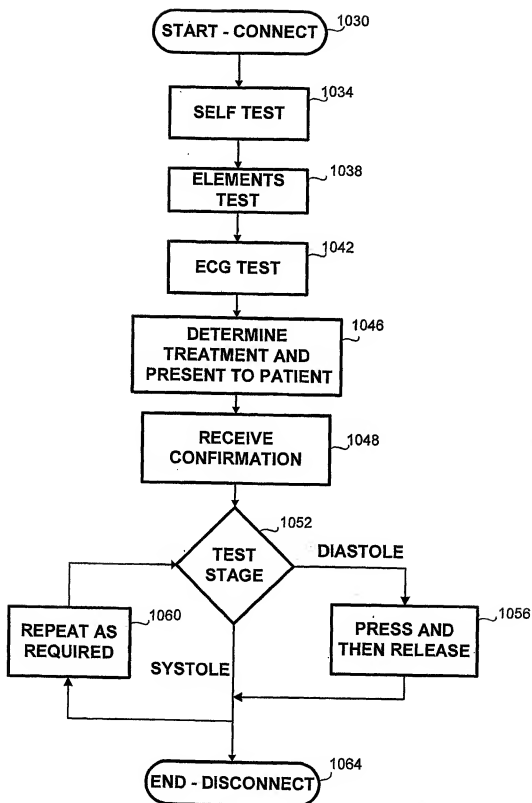 START - CONNECT
1030
SELF TEST
1034
ELEMENTS
TEST
1038
ECG TEST
1042
DETERMINE
TREATMENT AND
PRESENT TO PATIENT
1046
RECEIVE
CONFIRMATION
1048
TEST
STAGE
1052
DIASTOLE
PRESS AND
THEN RELEASE
1056
REPEAT AS
REQUIRED
1060
SYSTOLE
END - DISCONNECT
1064